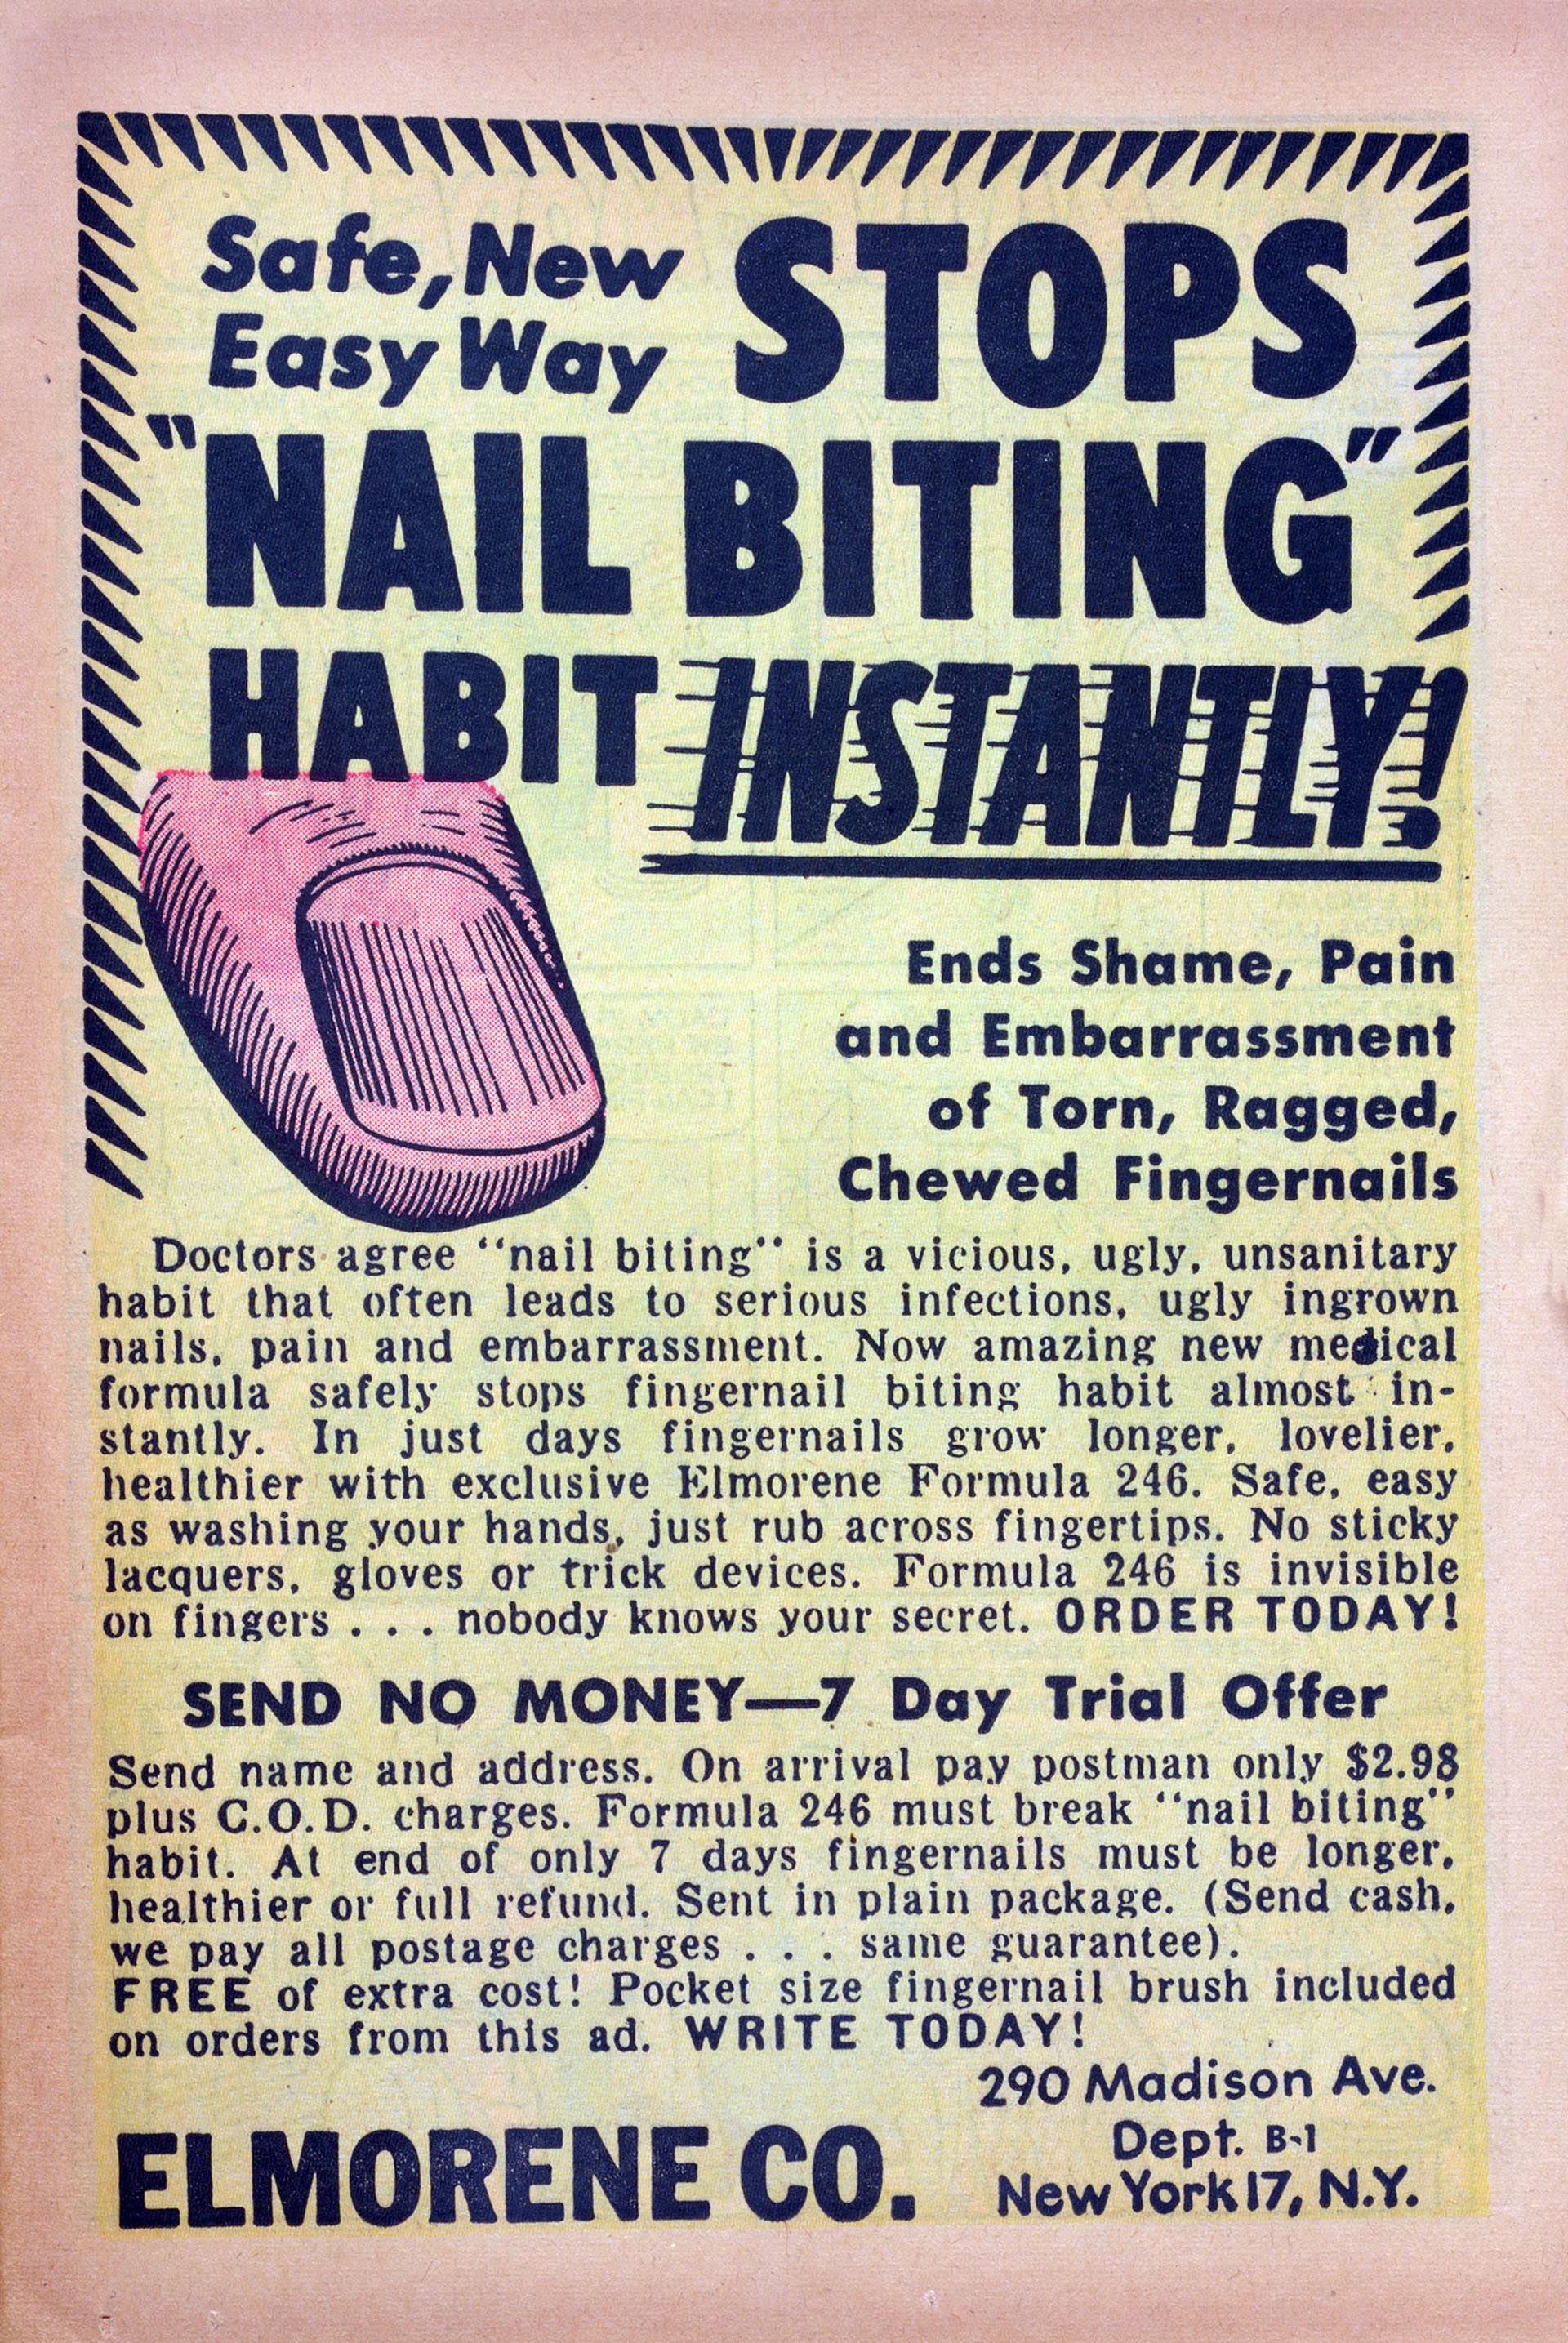 Safe, New
Easy Way STOPS
"NAIL BITING"
HABIT INSTANTLY!
Ends Shame, Pain
and Embarrassment
of Torn, Ragged,
Chewed Fingernails
Doctors agree "nail biting" is a vicious, ugly, unsanitary
habit that often leads to serious infections, ugly ingrown
nails, pain and embarrassment. Now amazing new medical
formula safely stops fingernail biting habit almost in-
stantly. In just days fingernails grow longer, lovelier,
healthier with exclusive Elmorene Formula 246. Safe, easy
as washing your hands, just rub across fingertips. No sticky
lacquers, gloves or trick devices. Formula 246 is invisible
on fingers . . . nobody knows your secret. ORDER TODAY!
SEND NO MONEY—7 Day Trial Offer
Send name and address. On arrival pay postman only $2.98
plus C.O.D. charges. Formula 246 must break "nail biting"
habit. At end of only 7 days fingernails must be longer,
healthier or full refund. Sent in plain package. (Send cash,
we pay all postage charges . . . same guarantee).
FREE of extra cost! Pocket size fingernail brush included
on orders from this ad. WRITE TODAY!
ELMORENE CO.
290 Madison Ave.
Dept. B-1
New York 17, N.Y.